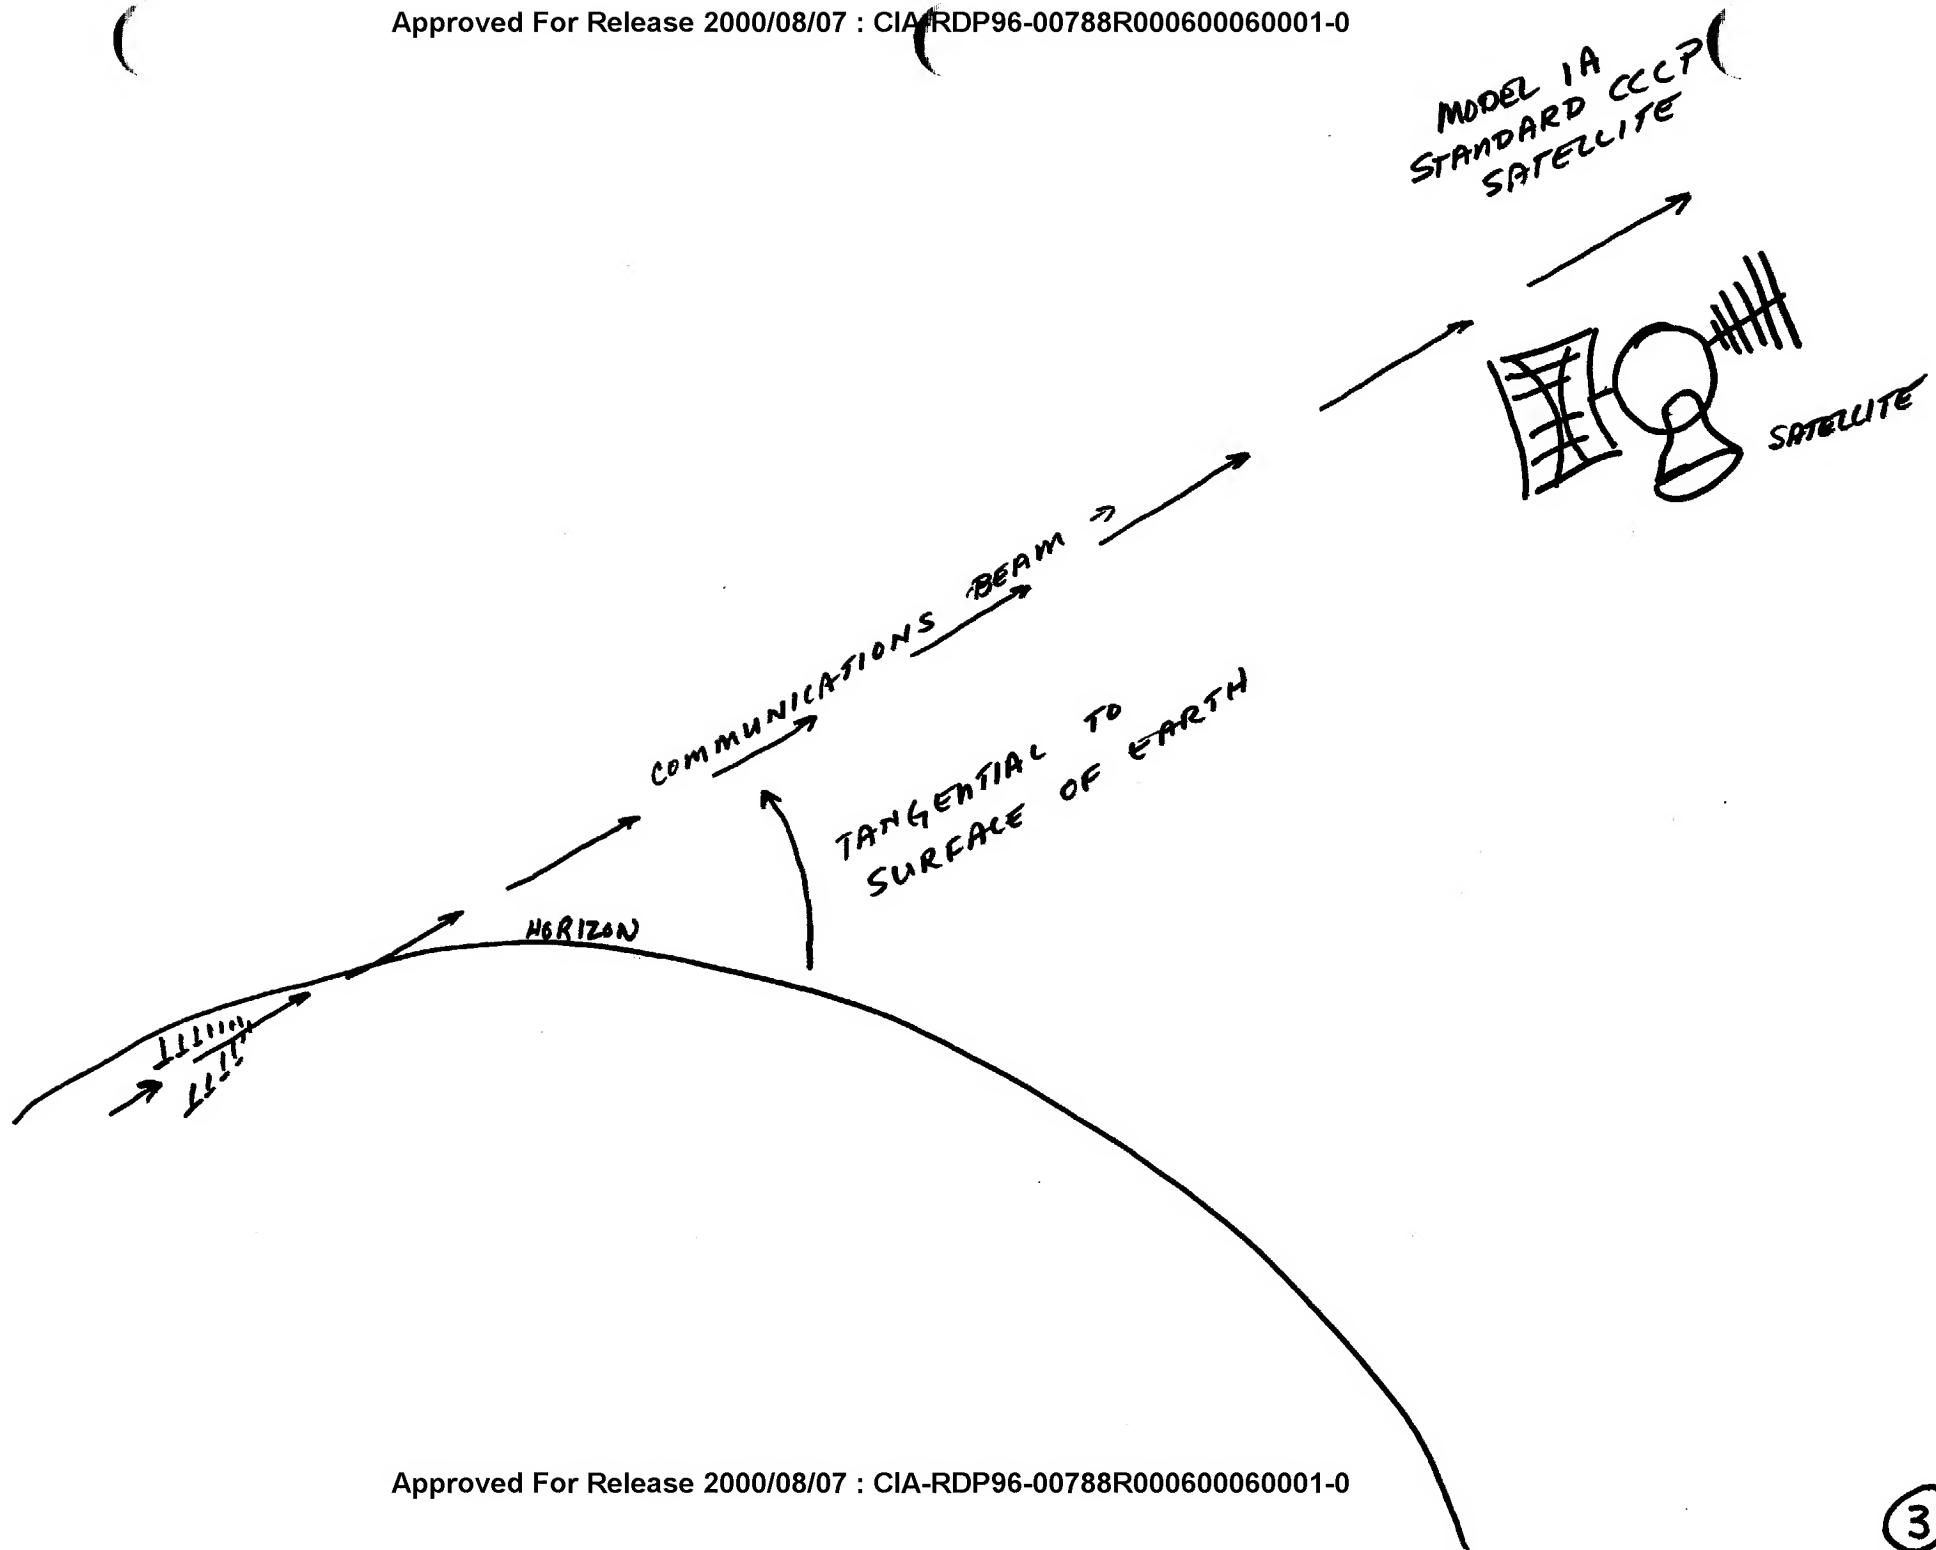 Approved For Release 2000/08/07 : CIA-RDP96-00788R000600060001-0
MODEL 1A
STANDARD CCCP
SATELLITE
SATELLITE
COMMUNICATIONS BEAM
TANGENTIAL TO
SURFACE OF EARTH
HORIZON
Approved For Release 2000/08/07 : CIA-RDP96-00788R000600060001-0
3